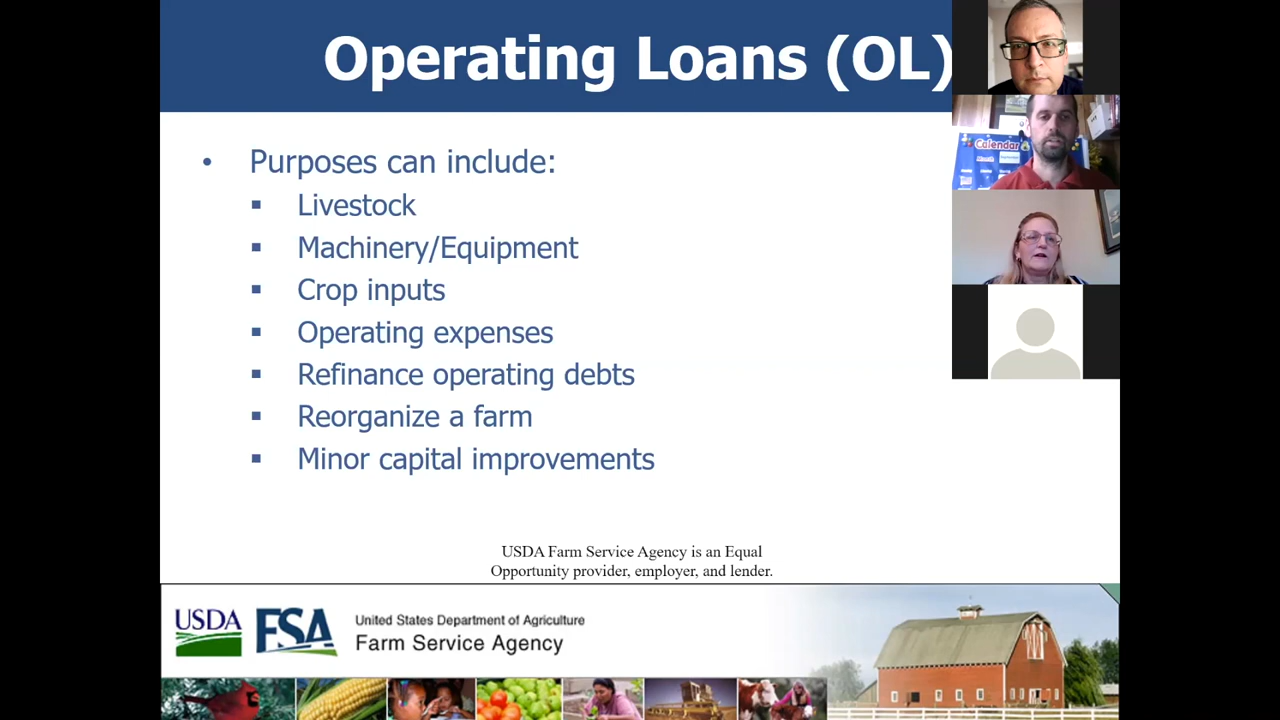 Operating Loans (OL)
• Purposes can include:
▪ Livestock
▪ Machinery/Equipment
▪ Crop inputs
▪ Operating expenses
▪ Refinance operating debts
▪ Reorganize a farm
▪ Minor capital improvements
USDA Farm Service Agency is an Equal
Opportunity provider, employer, and lender.
USDA
FSA
United States Department of Agriculture
Farm Service Agency
Calendar